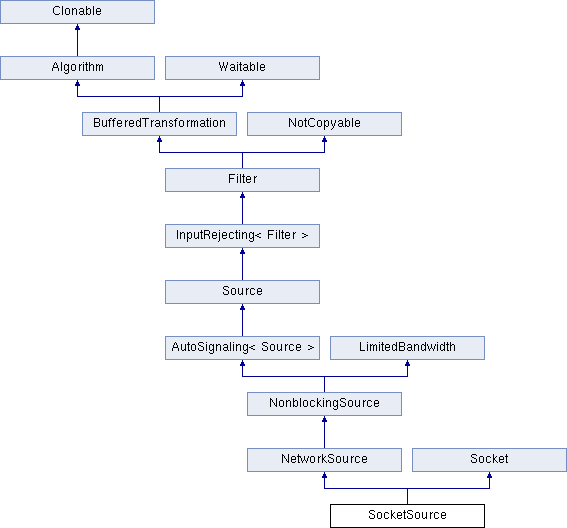 Clonable
Algorithm
Waitable
BufferedTransformation
NotCopyable
Filter
InputRejecting< Filter >
Source
AutoSignaling< Source >
LimitedBandwidth
NonblockingSource
NetworkSource
Socket
SocketSource